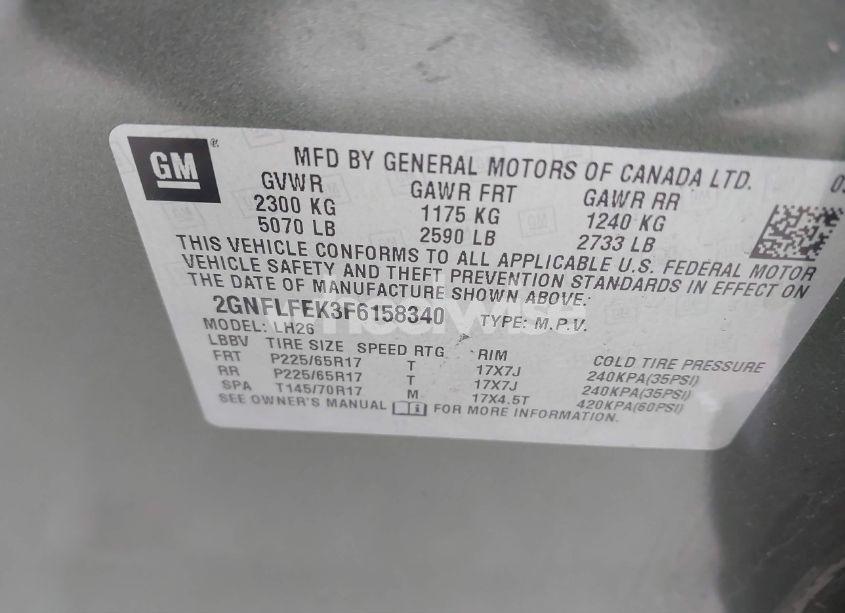 GM®
MFD BY GENERAL MOTORS OF CANADA LTD.
GVWR GAWR FRT GAWR RR
2300 KG 1175 KG 1240 KG
5070 LB 2590 LB 2733 LB
THIS VEHICLE CONFORMS TO ALL APPLICABLE U.S. FEDERAL MOTOR
VEHICLE SAFETY AND THEFT PREVENTION STANDARDS IN EFFECT ON
THE DATE OF MANUFACTURE SHOWN ABOVE.
2GNFLFEK3F6158340 TYPE: M.P.V.
MODEL: LH26
LBBV TIRE SIZE SPEED RTG RIM COLD TIRE PRESSURE
FRT P225/65R17 T 17X7J 240KPA(35PSI)
RR P225/65R17 T 17X7J 240KPA(35PSI)
SPA T145/70R17 M 17X4.5T 420KPA(60PSI)
SEE OWNER'S MANUAL FOR MORE INFORMATION.